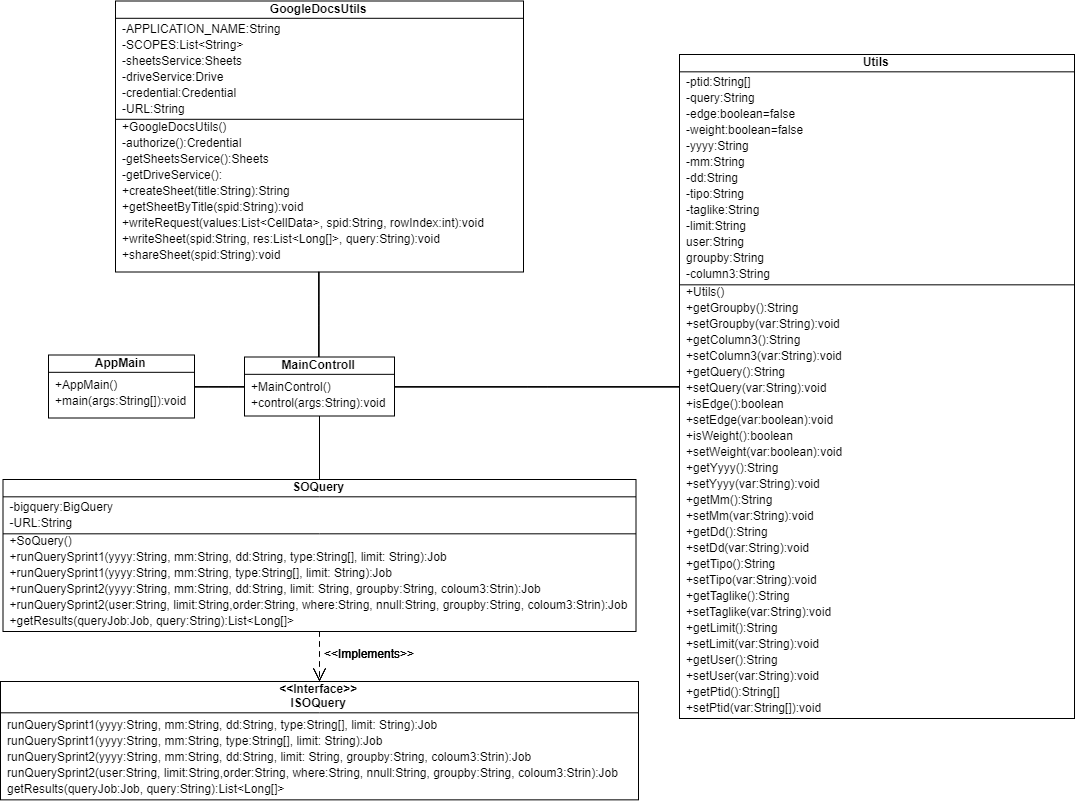 GoogleDocsUtils
-APPLICATION_NAME:String
-SCOPES:List<String>
-sheetsService:Sheets
-driveService:Drive
-credential:Credential
-URL:String
+GoogleDocsUtils()
-authorize():Credential
-getSheetsService():Sheets
-getDriveService():
+createSheet(title:String):String
+getSheetByTitle(spid:String):void
+writeRequest(values:List<CellData>, spid:String, rowIndex:int):void
+writeSheet(spid:String, res:List<Long[]>, query:String):void
+shareSheet(spid:String):void
Utils
-ptid:String[]
-query:String
-edge:boolean=false
-weight:boolean=false
-yyyy:String
-mm:String
-dd:String
-tipo:String
-taglike:String
-limit:String
user:String
groupby:String
-column3:String
+Utils()
+getGroupby():String
+setGroupby(var:String):void
+getColumn3():String
+setColumn3(var:String):void
+getQuery():String
+setQuery(var:String):void
+isEdge():boolean
+setEdge(var:boolean):void
+isWeight():boolean
+setWeight(var:boolean):void
+getYyyy():String
+setYyyy(var:String):void
+getMm():String
+setMm(var:String):void
+getDd():String
+setDd(var:String):void
+getTipo():String
+setTipo(var:String):void
+getTaglike():String
+setTaglike(var:String):void
+getLimit():String
+setLimit(var:String):void
+getUser():String
+setUser(var:String):void
+getPtid():String[]
+setPtid(var:String[]):void
AppMain
+AppMain()
+main(args:String[]):void
MainControll
+MainControl()
+control(args:String):void
SOQuery
-bigquery:BigQuery
-URL:String
+SoQuery()
+runQuerySprint1(yyyy:String, mm:String, dd:String, type:String[], limit: String):Job
+runQuerySprint1(yyyy:String, mm:String, type:String[], limit: String):Job
+runQuerySprint2(yyyy:String, mm:String, dd:String, limit: String, groupby:String, coloum3:Strin):Job
+runQuerySprint2(user:String, limit:String,order:String, where:String, nnull:String, groupby:String, coloum3:Strin):Job
+getResults(queryJob:Job, query:String):List<Long[]>
<<Implements>>
<<Interface>>
ISOQuery
runQuerySprint1(yyyy:String, mm:String, dd:String, type:String[], limit: String):Job
runQuerySprint1(yyyy:String, mm:String, type:String[], limit: String):Job
runQuerySprint2(yyyy:String, mm:String, dd:String, limit: String, groupby:String, coloum3:Strin):Job
runQuerySprint2(user:String, limit:String,order:String, where:String, nnull:String, groupby:String, coloum3:Strin):Job
getResults(queryJob:Job, query:String):List<Long[]>